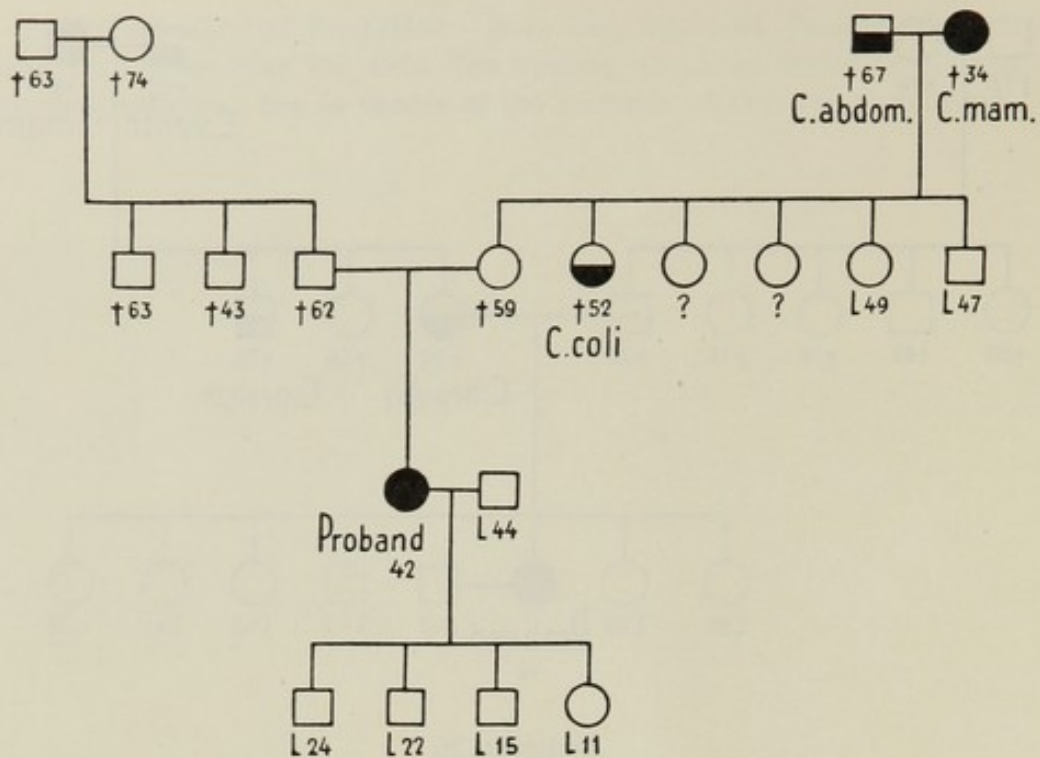 †63 †74 †67 †34
C.abdom. C.mam.
†63 †43 †62 †59 †52 ? ? L49 L47
C.coli
Proband L44
42
L24 L22 L15 L11